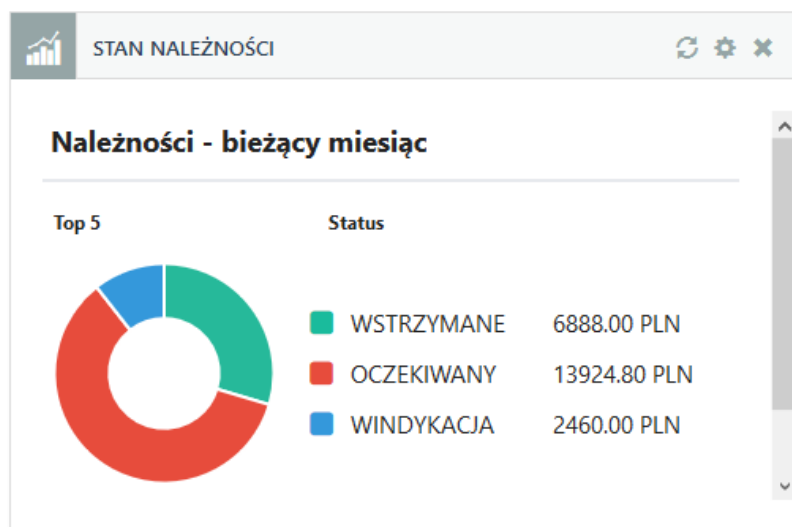 STAN NALEŻNOŚCI
Należności - bieżący miesiąc
Top 5 Status
WSTRZYMANE 6888.00 PLN
OCZEKIWANY 13924.80 PLN
WINDYKACJA 2460.00 PLN